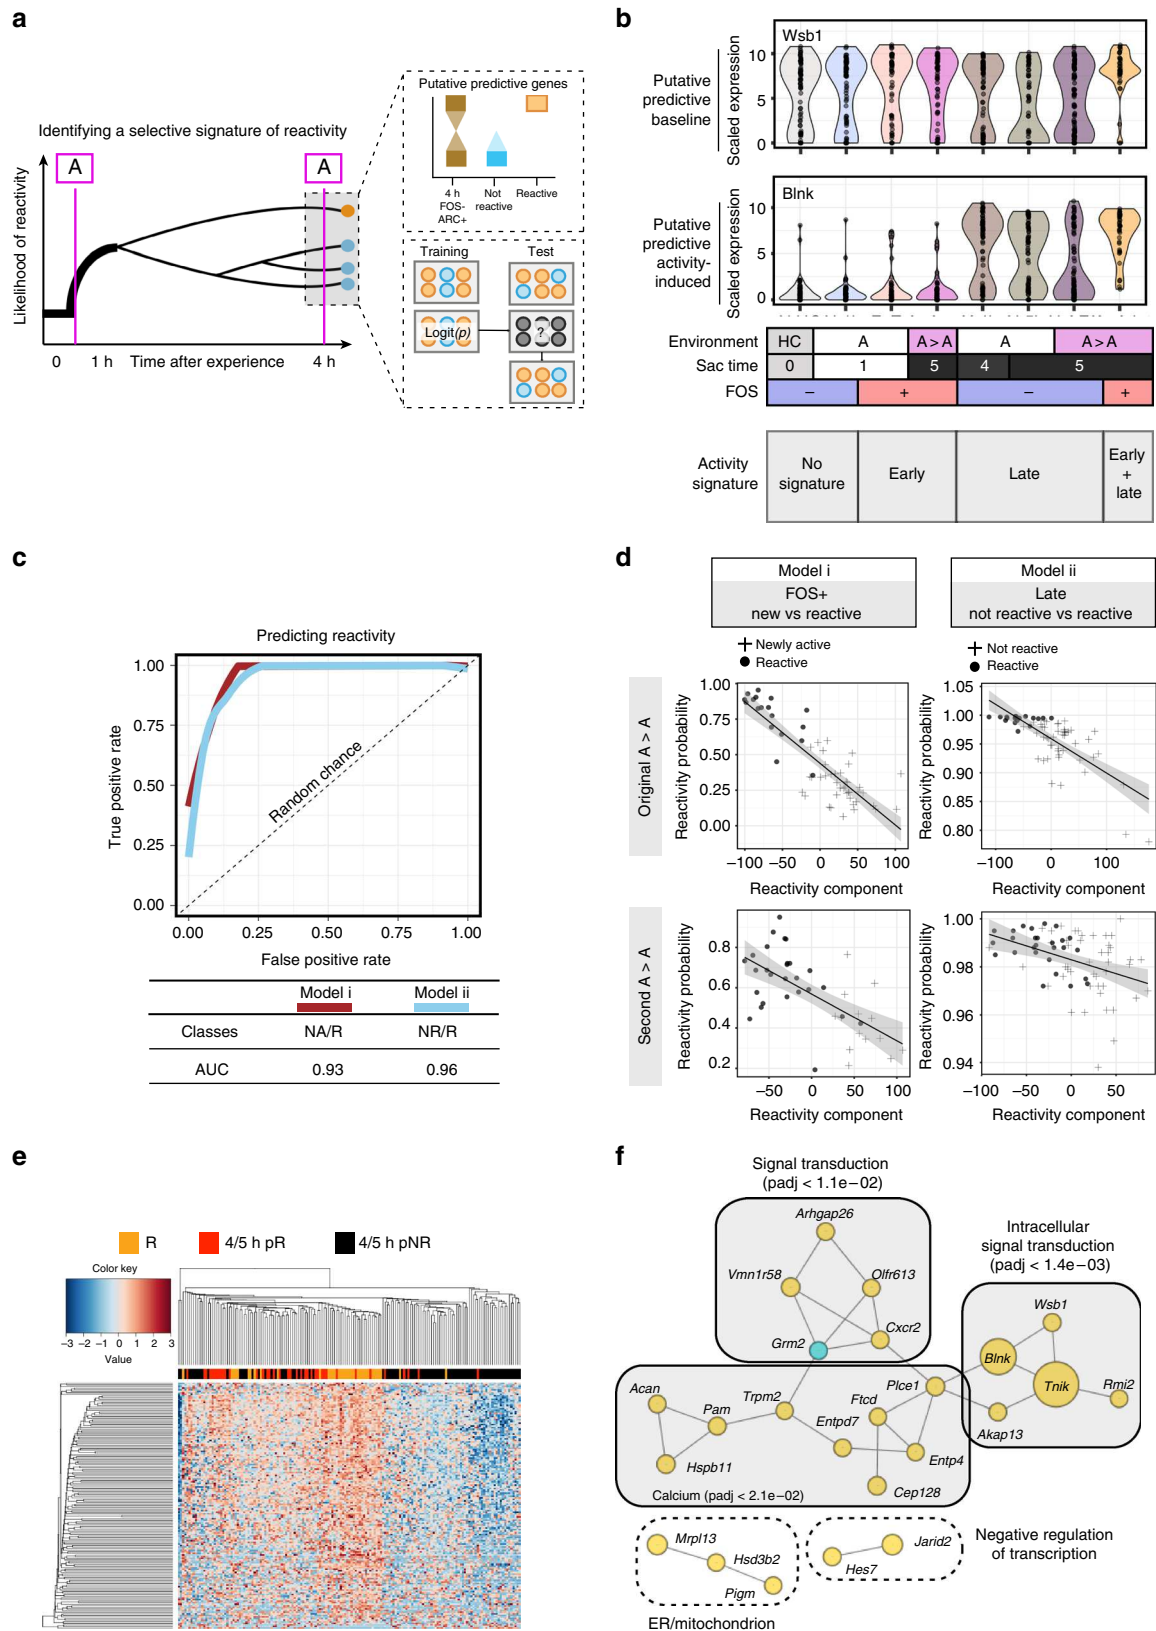 a
Identifying a selective signature of reactivity
Likelihood of reactivity
A
A
0
1 h
Time after experience
4 h
Putative predictive genes
4 h
FOS-
ARC+
Not
reactive
Reactive
Training
Test
Logit(p)
?
b
Putative
predictive
baseline
Scaled expression
Wsb1
10
5
0
Putative
predictive
activity-
induced
Scaled expression
Blnk
10
5
0
Environment
HC
A
A > A
A
A > A
Sac time
0
1
5
4
5
FOS
−
+
−
+
Activity
signature
No
signature
Early
Late
Early
+
late
c
Predicting reactivity
True positive rate
1.00
0.75
0.50
0.25
0.00
Random chance
0.00 0.25 0.50 0.75 1.00
False positive rate
Model i
Model ii
Classes NA/R NR/R
AUC 0.93 0.96
d
Model i
FOS+
new vs reactive
Model ii
Late
not reactive vs reactive
Newly active
Reactive
Not reactive
Reactive
Original A > A
Reactivity probability
1.00
0.75
0.25
0.00
−100 −50 0 50 100
Reactivity component
Reactivity probability
1.05
1.00
0.95
0.90
0.85
0.80
−100 0 100
Reactivity component
Second A > A
Reactivity probability
0.8
0.6
0.4
0.2
−50 0 50 100
Reactivity component
Reactivity probability
1.00
0.98
0.96
0.94
−100 −50 0 50
Reactivity component
e
R
4/5 h pR
4/5 h pNR
Color key
−3 −2 −1 0 1 2 3
Value
f
Signal transduction
(padj < 1.1e−02)
Arhgap26
Vmn1r58
Olfr613
Cxcr2
Grm2
Intracellular
signal transduction
(padj < 1.4e−03)
Wsb1
Blnk
Tnik
Rmi2
Akap13
Plce1
Acan
Pam
Trpm2
Ftcd
Entpd7
Hspb11
Entp4
Cep128
Calcium (padj < 2.1e−02)
Mrpl13
Hsd3b2
Pigm
ER/mitochondrion
Jarid2
Hes7
Negative regulation
of transcription